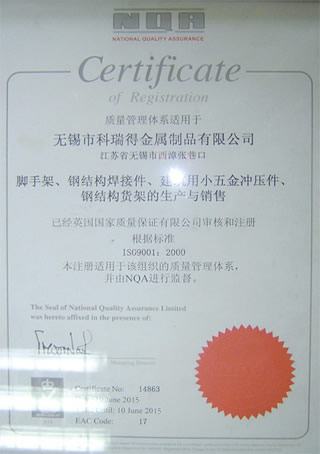 NQA
NATIONAL QUALITY ASSURANCE
Certificate
of Registration
质量管理体系适用于
无锡市科瑞得金属制品有限公司
江苏省无锡市西漳张巷口
脚手架、钢结构焊接件、建筑用小五金冲压件、
钢结构货架的生产与销售
已经英国国家质量保证有限公司审核和注册
根据标准
ISO9001: 2000
本注册适用于该组织的质量管理体系,
并由NQA进行监督。
The Seal of National Quality Assurance Limited
was hereto affixed in the presence of:
Managing Director
Certificate No: 14863
June 2015
Until: 10 June 2015
EAC Code: 17